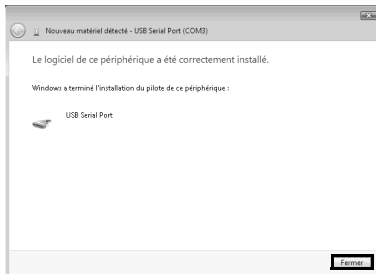 Nouveau matériel détecté - USB Serial Port (COM3)
Le logiciel de ce périphérique a été correctement installé.
Windows a terminé l'installation du pilote de ce périphérique :
USB Serial Port
Fermer